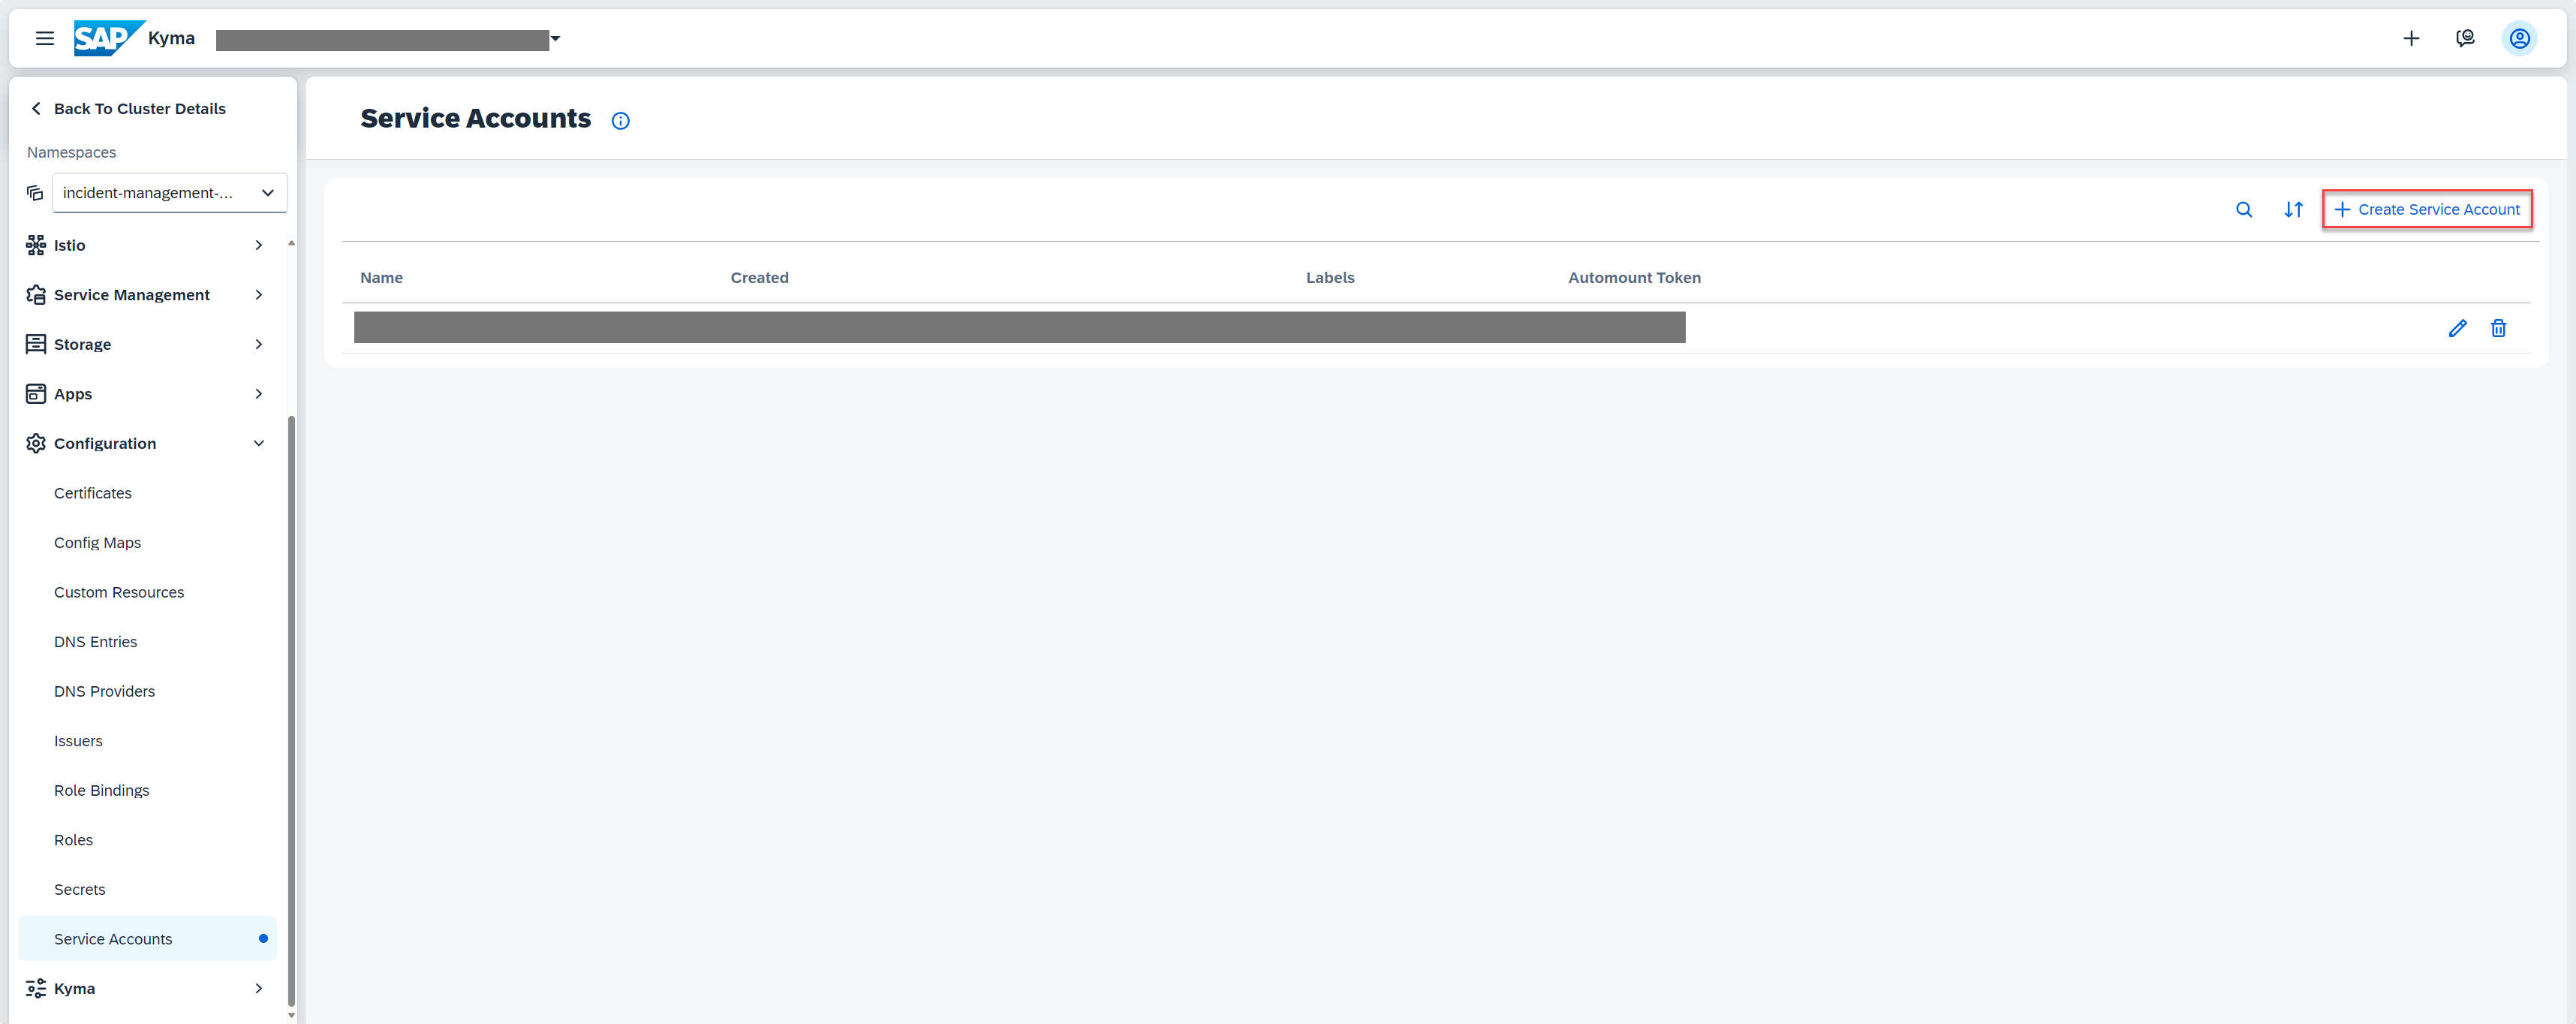 SAP Kyma
Back To Cluster Details
Namespaces
incident-management-...
Istio
Service Management
Storage
Apps
Configuration
Certificates
Config Maps
Custom Resources
DNS Entries
DNS Providers
Issuers
Role Bindings
Roles
Secrets
Service Accounts
Kyma
Service Accounts
Create Service Account
Name Created Labels Automount Token